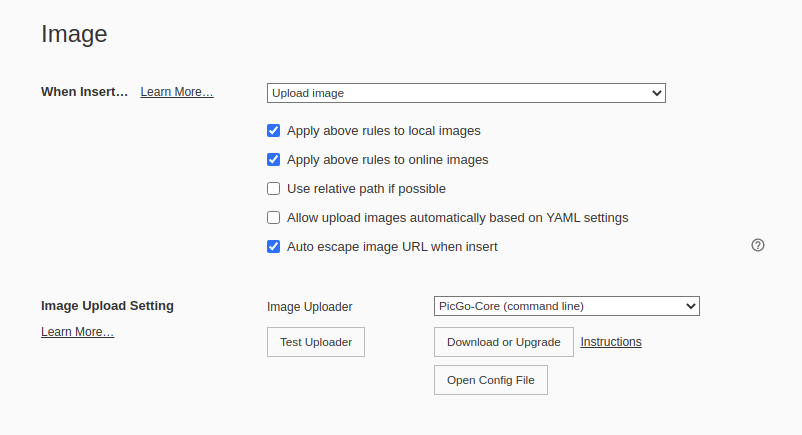 Image
When Insert… Learn More… Upload image
Apply above rules to local images
Apply above rules to online images
Use relative path if possible
Allow upload images automatically based on YAML settings
Auto escape image URL when insert
Image Upload Setting Image Uploader PicGo-Core (command line)
Learn More… Test Uploader Download or Upgrade Instructions
Open Config File